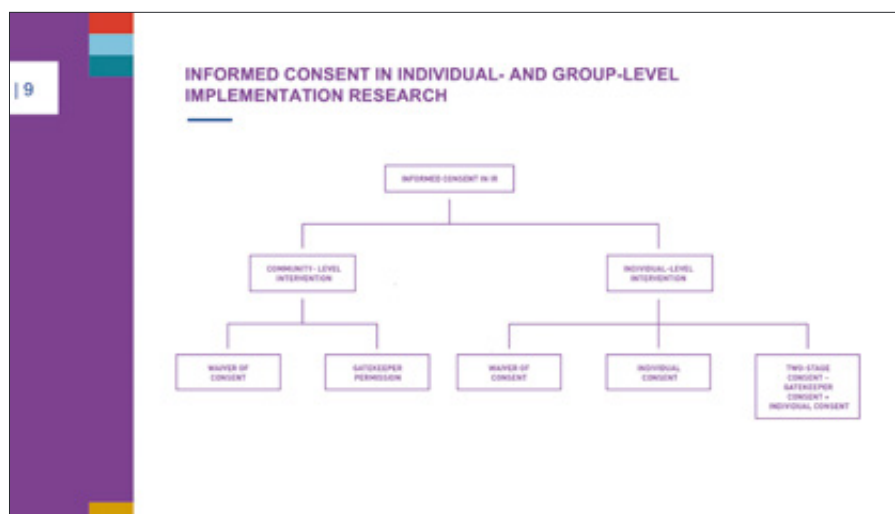 | 9
INFORMED CONSENT IN INDIVIDUAL- AND GROUP-LEVEL
IMPLEMENTATION RESEARCH
INFORMED CONSENT IN IR
COMMUNITY-LEVEL
INTERVENTION
INDIVIDUAL-LEVEL
INTERVENTION
WAIVER OF
CONSENT
GATEKEEPER
PERMISSION
WAIVER OF
CONSENT
INDIVIDUAL
CONSENT
TWO-STAGE
CONSENT –
GATEKEEPER
CONSENT +
INDIVIDUAL CONSENT